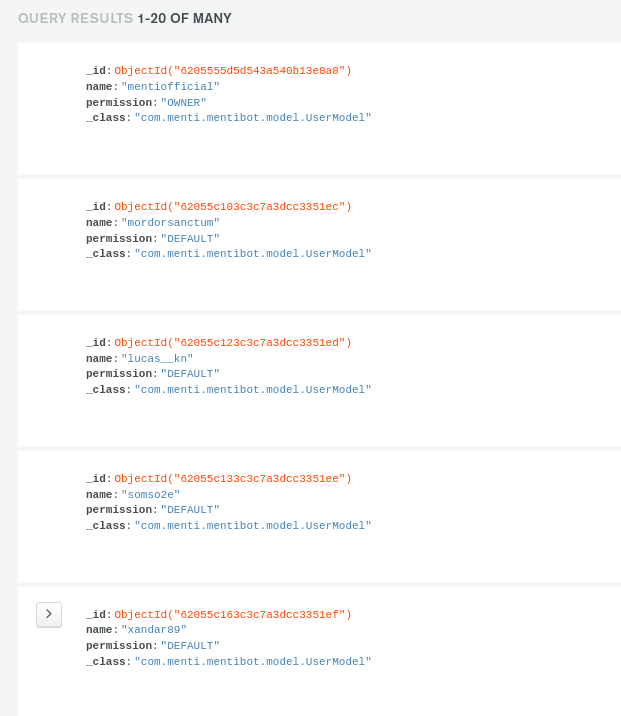 QUERY RESULTS 1-20 OF MANY
_id: ObjectId("6205555d5d543a540b13e8a8")
name: "mentiofficial"
permission: "OWNER"
_class: "com.menti.mentibot.model.UserModel"
_id: ObjectId("62055c103c3c7a3dcc3351ec")
name: "mordorsanctum"
permission: "DEFAULT"
_class: "com.menti.mentibot.model.UserModel"
_id: ObjectId("62055c123c3c7a3dcc3351ed")
name: "lucas__kn"
permission: "DEFAULT"
_class: "com.menti.mentibot.model.UserModel"
_id: ObjectId("62055c133c3c7a3dcc3351ee")
name: "somso2e"
permission: "DEFAULT"
_class: "com.menti.mentibot.model.UserModel"
_id: ObjectId("62055c163c3c7a3dcc3351ef")
name: "xandar89"
permission: "DEFAULT"
_class: "com.menti.mentibot.model.UserModel"